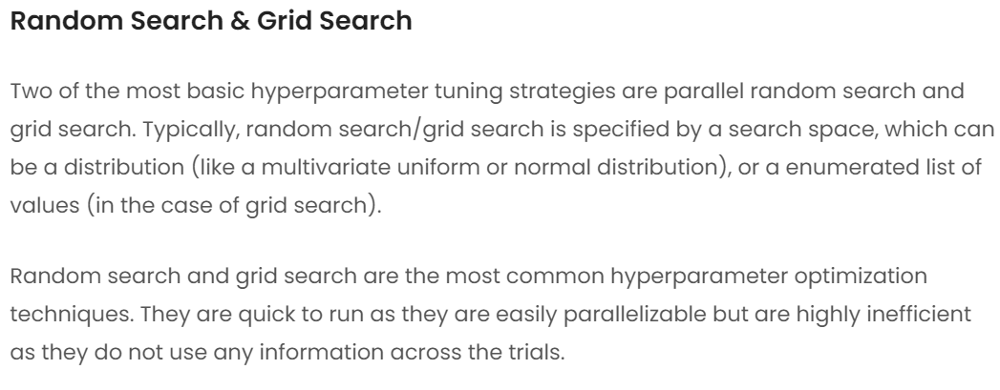 Random Search & Grid Search
Two of the most basic hyperparameter tuning strategies are parallel random search and
grid search. Typically, random search/grid search is specified by a search space, which can
be a distribution (like a multivariate uniform or normal distribution), or a enumerated list of
values (in the case of grid search).
Random search and grid search are the most common hyperparameter optimization
techniques. They are quick to run as they are easily parallelizable but are highly inefficient
as they do not use any information across the trials.